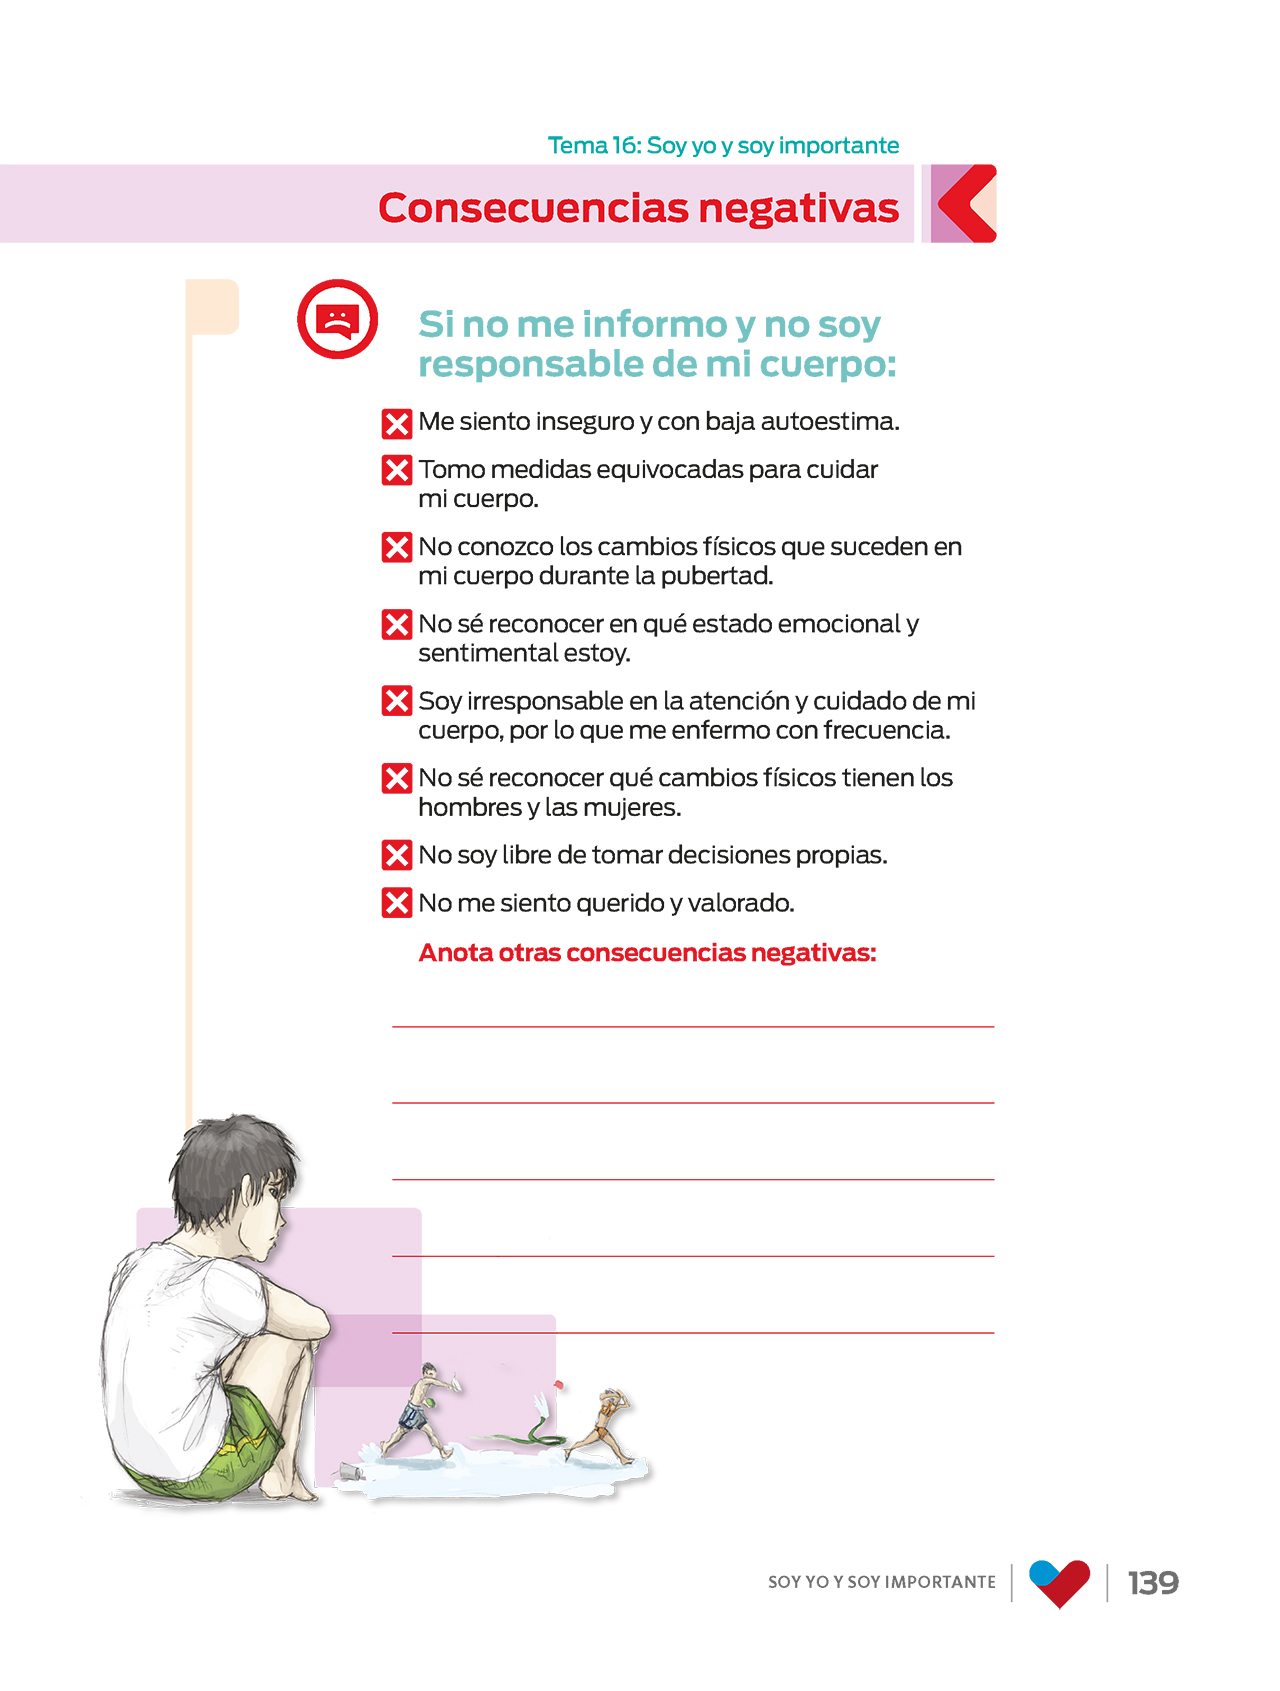 Tema 16: Soy yo y soy importante
Consecuencias negativas
Si no me informo y no soy
responsable de mi cuerpo:
Me siento inseguro y con baja autoestima.
Tomo medidas equivocadas para cuidar
mi cuerpo.
No conozco los cambios físicos que suceden en
mi cuerpo durante la pubertad.
No sé reconocer en qué estado emocional y
sentimental estoy.
Soy irresponsable en la atención y cuidado de mi
cuerpo, por lo que me enfermo con frecuencia.
No sé reconocer qué cambios físicos tienen los
hombres y las mujeres.
No soy libre de tomar decisiones propias.
No me siento querido y valorado.
Anota otras consecuencias negativas:
SOY YO Y SOY IMPORTANTE
139